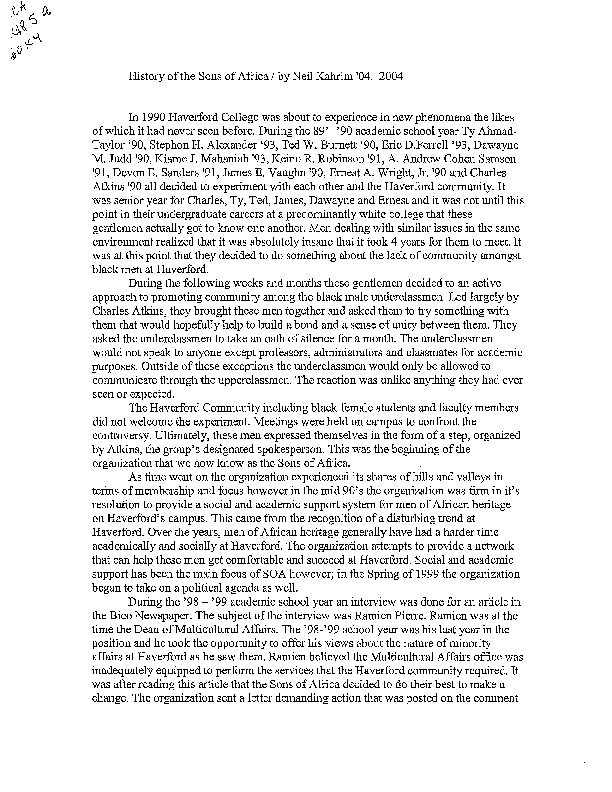 CA
485 a
2044
History of the Sons of Africa / by Neil Kahrim '04. 2004
In 1990 Haverford College was about to experience in new phenomena the likes
of which it had never seen before. During the 89' - '90 academic school year Ty Ahmad-
Taylor '90, Stephon H. Alexander '93, Ted W. Burnett '90, Eric D. Ferrell '93, Dawayne
M. Judd '90, Kisme J. Mahaniah '93, Keino R. Robinson '91, A. Andrew Cohen Samson
'91, Devon E. Sanders '91, James E. Vaughn '90, Ernest A. Wright, Jr. '90 and Charles
Atkins '90 all decided to experiment with each other and the Haverford community. It
was senior year for Charles, Ty, Ted, James, Dawayne and Ernest and it was not until this
point in their undergraduate careers at a predominantly white college that these
gentlemen actually got to know one another. Men dealing with similar issues in the same
environment realized that it was absolutely insane that it took 4 years for them to meet. It
was at this point that they decided to do something about the lack of community amongst
black men at Haverford.
During the following weeks and months these gentlemen decided to an active
approach to promoting community among the black male underclassmen. Led largely by
Charles Atkins, they brought these men together and asked them to try something with
them that would hopefully help to build a bond and a sense of unity between them. They
asked the underclassmen to take an oath of silence for a month. The underclassmen
would not speak to anyone except professors, administrators and classmates for academic
purposes. Outside of these exceptions the underclassmen would only be allowed to
communicate through the upperclassmen. The reaction was unlike anything they had ever
seen or expected.
The Haverford Community including black female students and faculty members
did not welcome the experiment. Meetings were held on campus to confront the
controversy. Ultimately, these men expressed themselves in the form of a step, organized
by Atkins, the group's designated spokesperson. This was the beginning of the
organization that we now know as the Sons of Africa.
As time went on the organization experienced its shares of hills and valleys in
terms of membership and focus however in the mid 90's the organization was firm in it's
resolution to provide a social and academic support system for men of African heritage
on Haverford's campus. This came from the recognition of a disturbing trend at
Haverford. Over the years, men of African heritage generally have had a harder time
academically and socially at Haverford. The organization attempts to provide a network
that can help these men get comfortable and succeed at Haverford. Social and academic
support has been the main focus of SOA however; in the Spring of 1999 the organization
began to take on a political agenda as well.
During the '98 – '99 academic school year an interview was done for an article in
the Bico Newspaper. The subject of the interview was Ramien Pierre. Ramien was at the
time the Dean of Multicultural Affairs. The '98-'99 school year was his last year in the
position and he took the opportunity to offer his views about the nature of minority
affairs at Haverford as he saw them. Ramien believed the Multicultural Affairs office was
inadequately equipped to perform the services that the Haverford community required. It
was after reading this article that the Sons of Africa decided to do their best to make a
change. The organization sent a letter demanding action that was posted on the comment